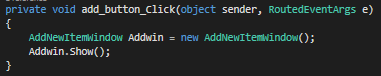 private void add_button_Click(object sender, RoutedEventArgs e)
{
AddNewItemWindow Addwin = new AddNewItemWindow();
Addwin.Show();
}